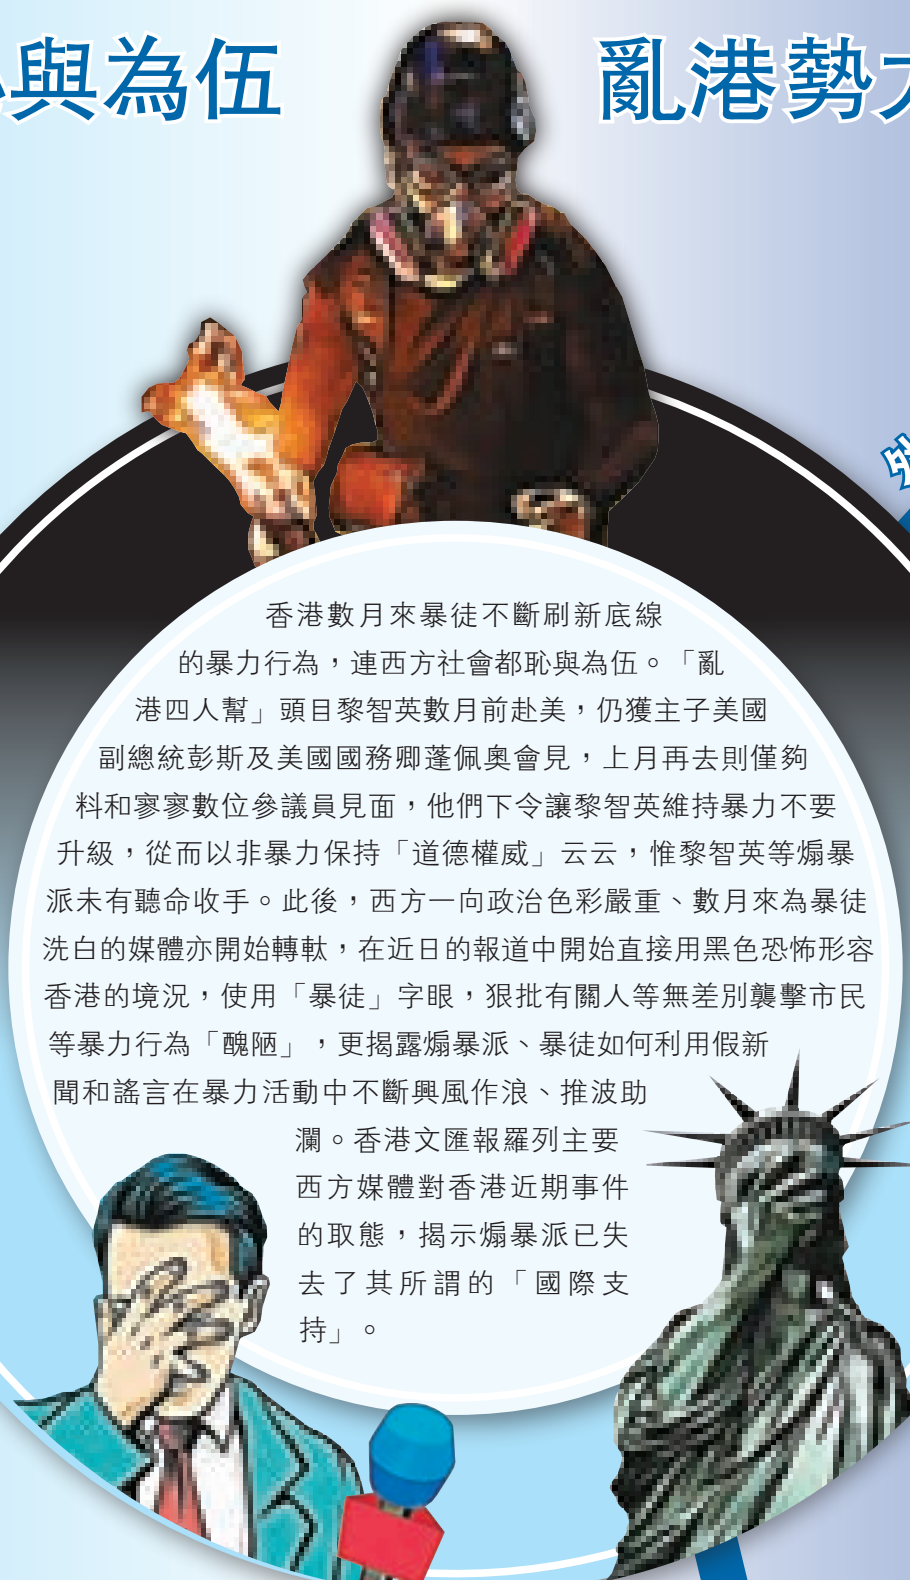 與為伍
亂港勢
香港數月來暴徒不斷刷新底線
的暴力行為，連西方社會都恥與為伍。「亂
港四人幫」頭目黎智英數月前赴美，仍獲主子美國
副總統彭斯及美國國務卿蓬佩奧會見，上月再去則僅夠
料和寥寥數位參議員見面，他們下令讓黎智英維持暴力不要
升級，從而以非暴力保持「道德權威」云云，惟黎智英等煽暴
派未有聽命收手。此後，西方一向政治色彩嚴重、數月來為暴徒
洗白的媒體亦開始轉軚，在近日的報道中開始直接用黑色恐怖形容
香港的境況，使用「暴徒」字眼，狠批有關人等無差別襲擊市民
等暴力行為「醜陋」，更揭露煽暴派、暴徒如何利用假新
聞和謠言在暴力活動中不斷興風作浪、推波助
瀾。香港文匯報羅列主要
西方媒體對香港近期事件
的取態，揭示煽暴派已失
去了其所謂的「國際支
持」。